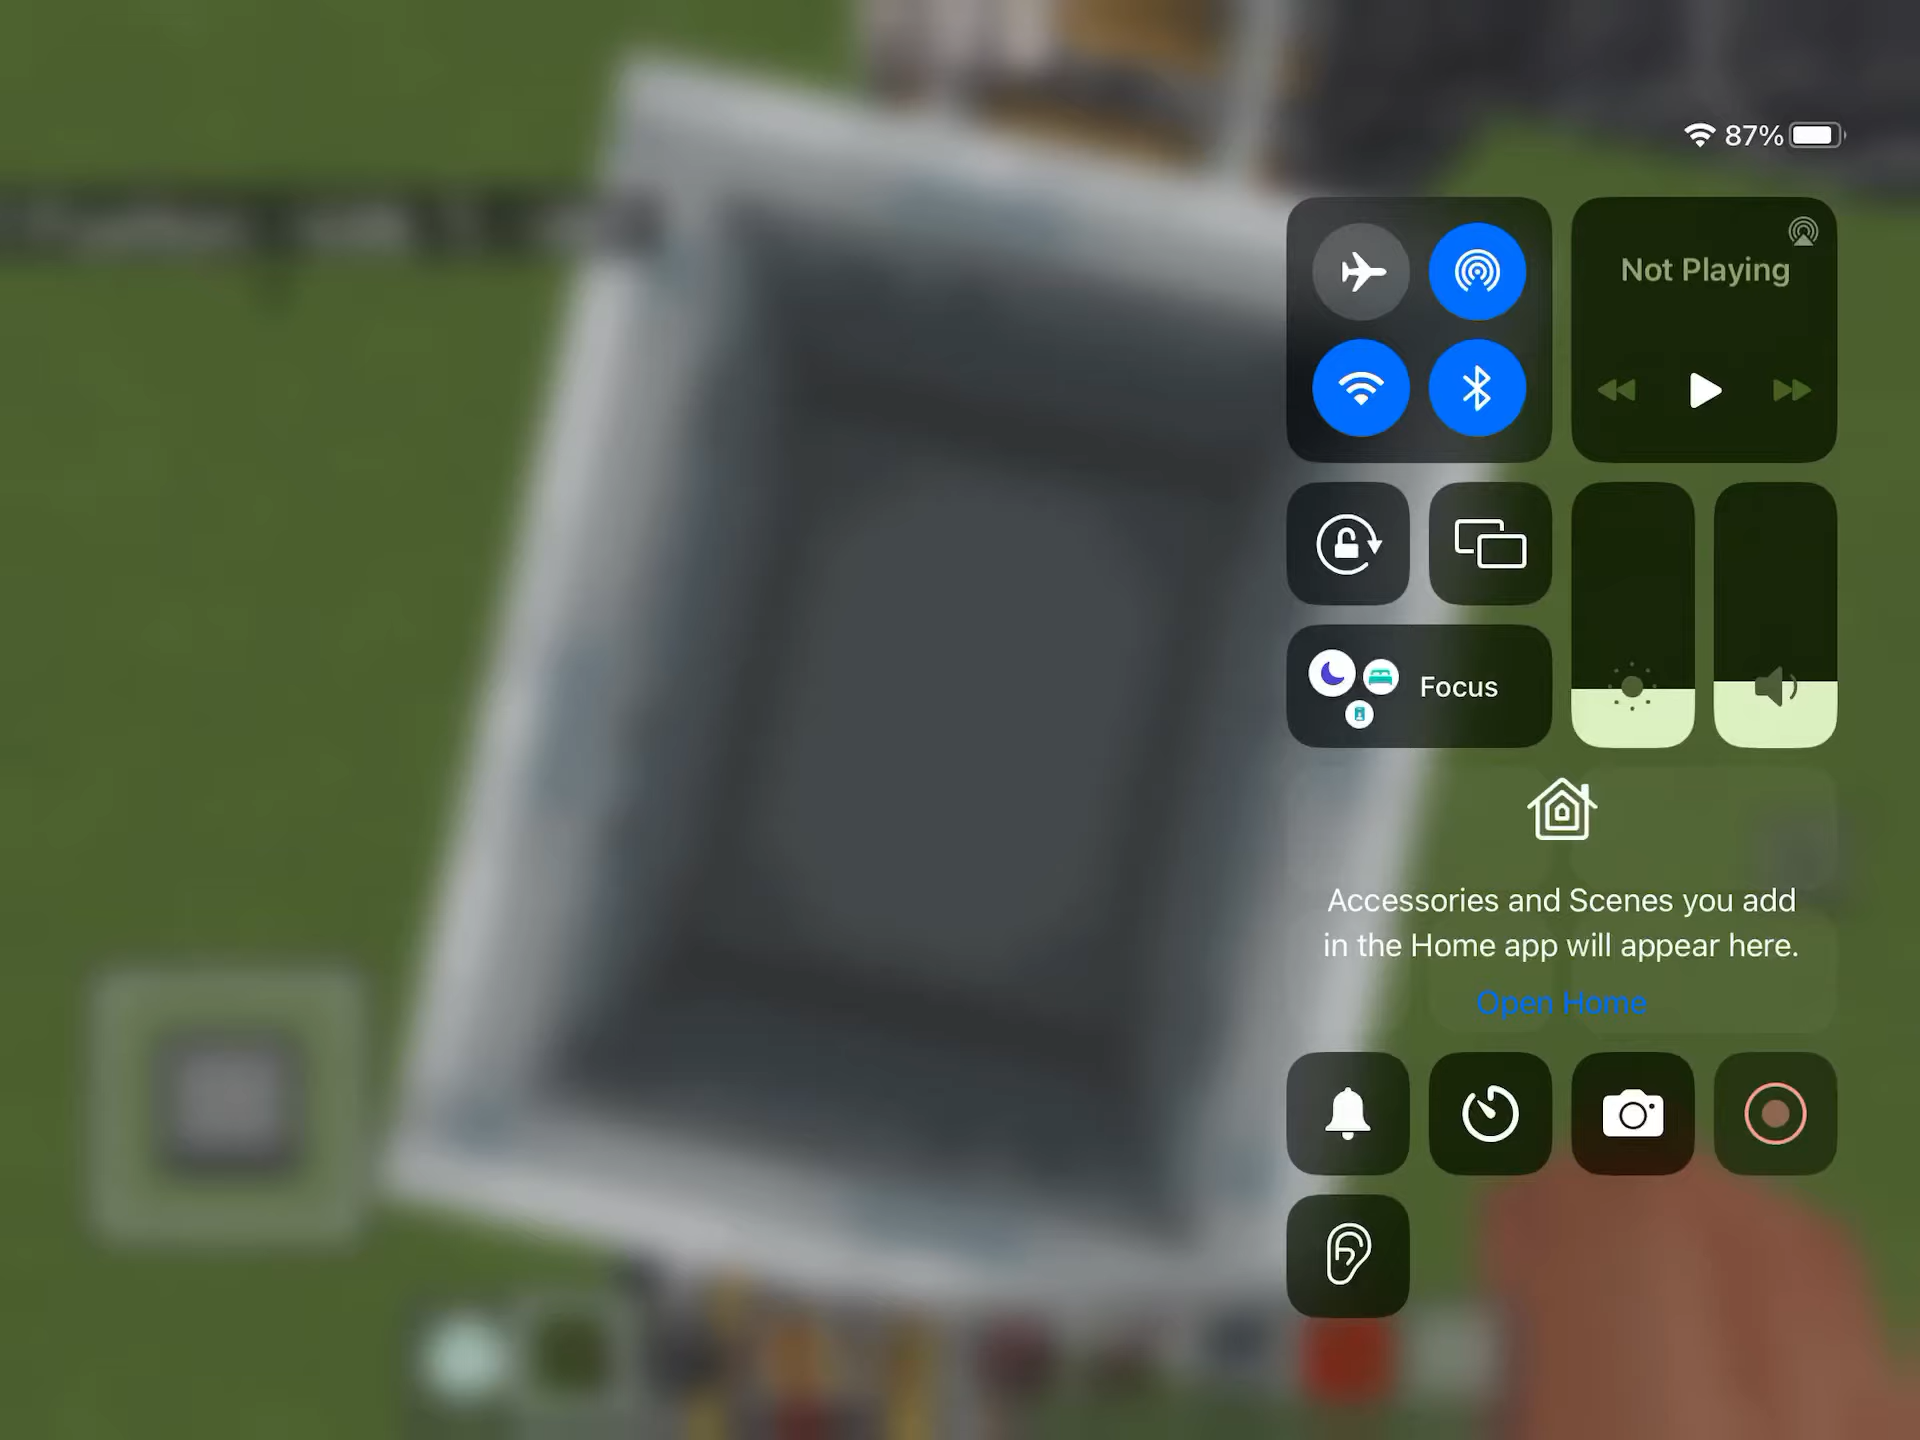 87%
Not Playing
Focus
Accessories and Scenes you add
in the Home app will appear here.
Open Home